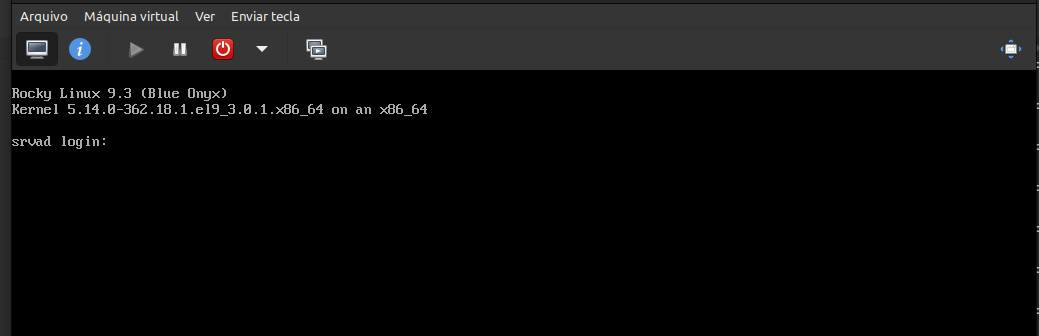 Arquivo Máquina virtual Ver Enviar tecla
Rocky Linux 9.3 (Blue Onyx)
Kernel 5.14.0-362.18.1.el9_3.0.1.x86_64 on an x86_64
srvad login: